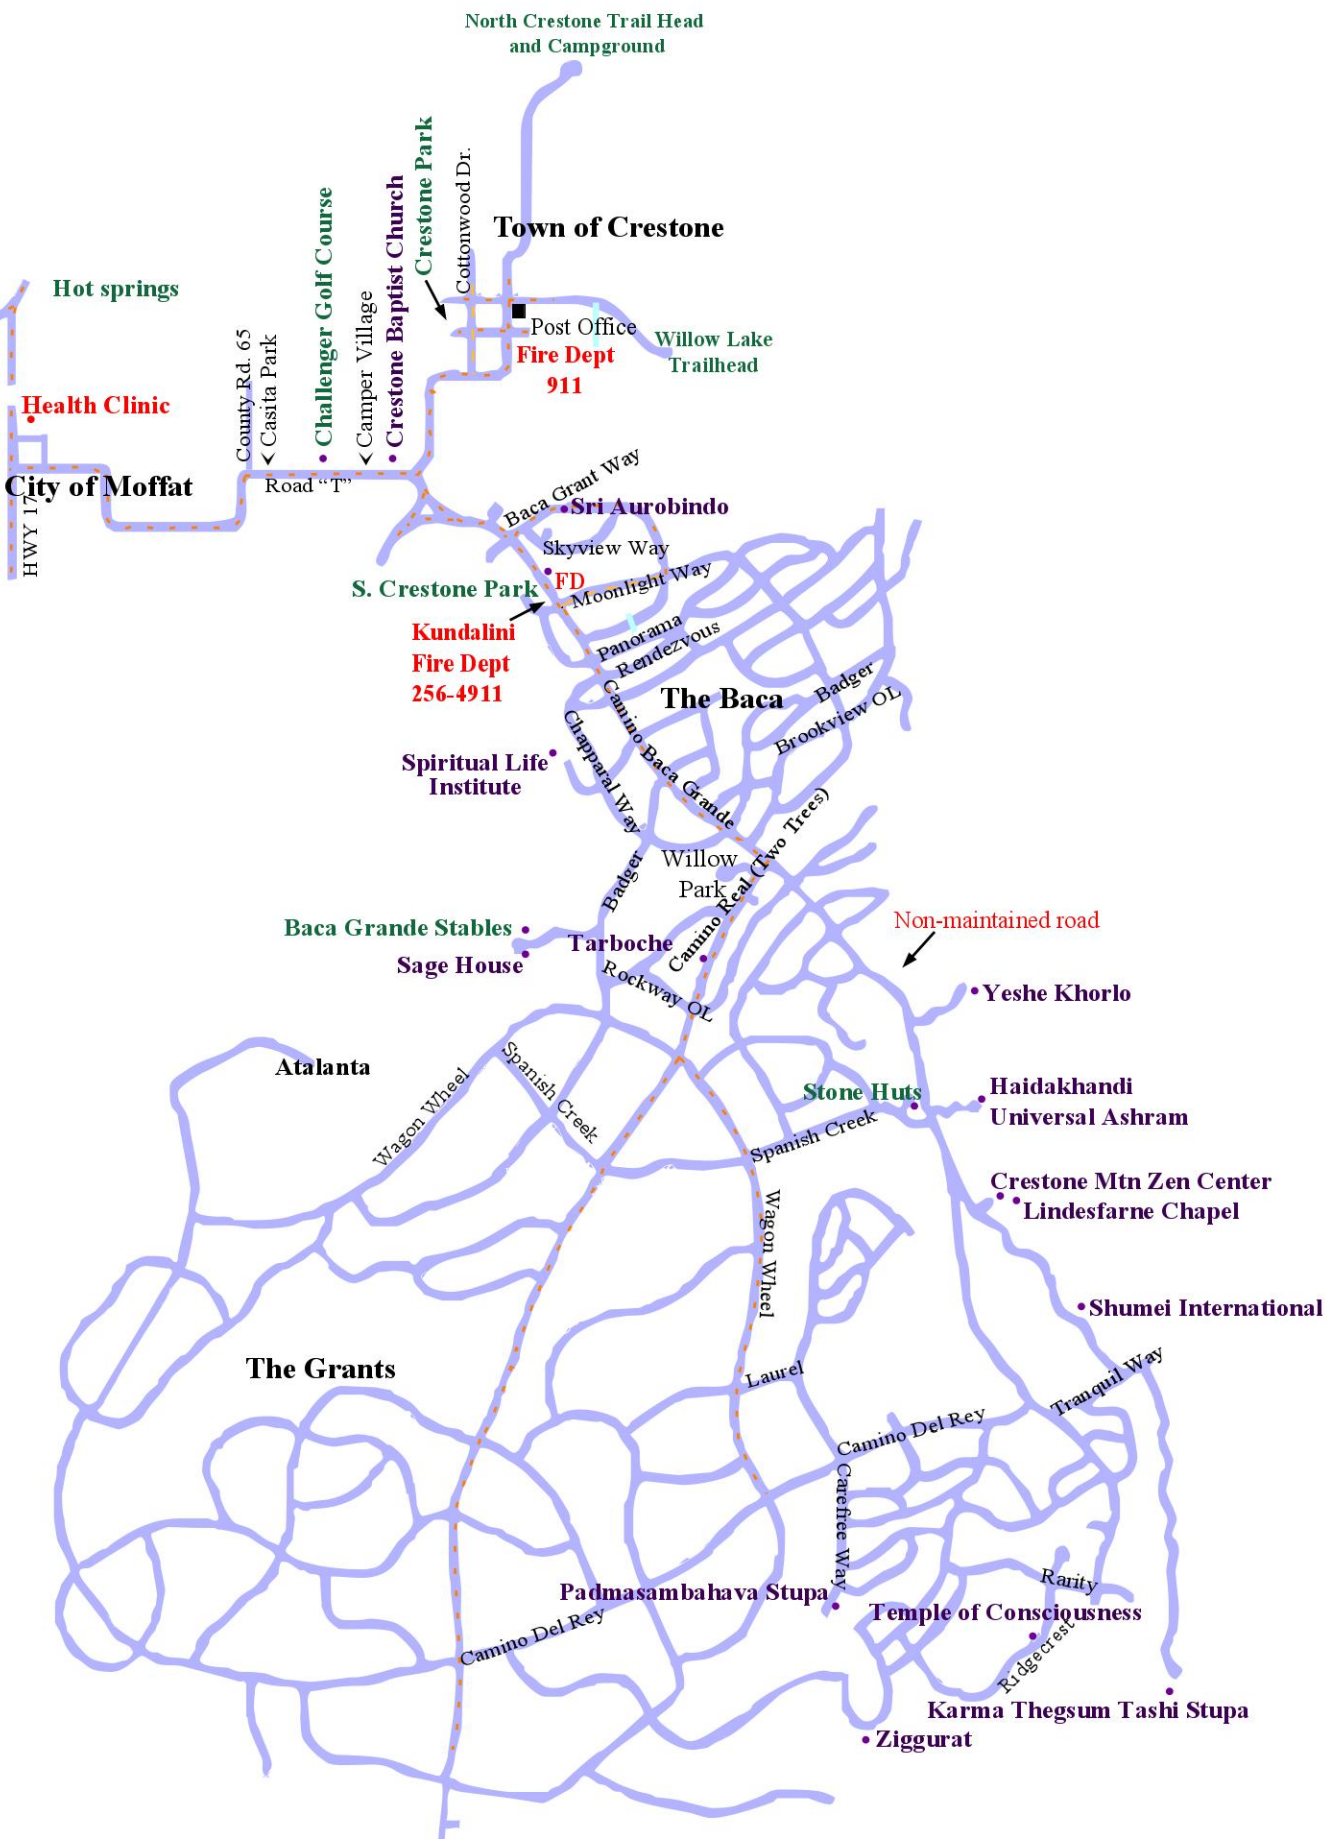 North Crestone Trail Head
and Campground
Crestone Park
Cottonwood Dr.
Town of Crestone
Challenger Golf Course
Crestone Baptist Church
Hot springs
County Rd. 65
Casita Park
Camper Village
Post Office
Fire Dept
911
Willow Lake
Trailhead
Health Clinic
City of Moffat
Road “T”
HWY 17
Baca Grant Way
Sri Aurobindo
Skyview Way
FD
Moonlight Way
S. Crestone Park
Kundalini
Fire Dept
256-4911
Panorama
Rendezvous
The Baca
Badger
Brookview OL
Camino Baca Grande
Chapparal Way
Spiritual Life
Institute
Willow
Park
Camino Real (Two Trees)
Badger
Baca Grande Stables
Sage House
Tarboche
Rockway OL
Non-maintained road
Yeshe Khorlo
Atalanta
Wagon Wheel
Spanish Creek
Stone Huts
Spanish Creek
Haidakhandi
Universal Ashram
Crestone Mtn Zen Center
Lindesfarne Chapel
Wagon Wheel
Shumei International
The Grants
Laurel
Tranquil Way
Camino Del Rey
Carefree Way
Padmasambahava Stupa
Rarity
Temple of Consciousness
Camino Del Rey
Ridgecrest
Karma Thegsum Tashi Stupa
Ziggurat